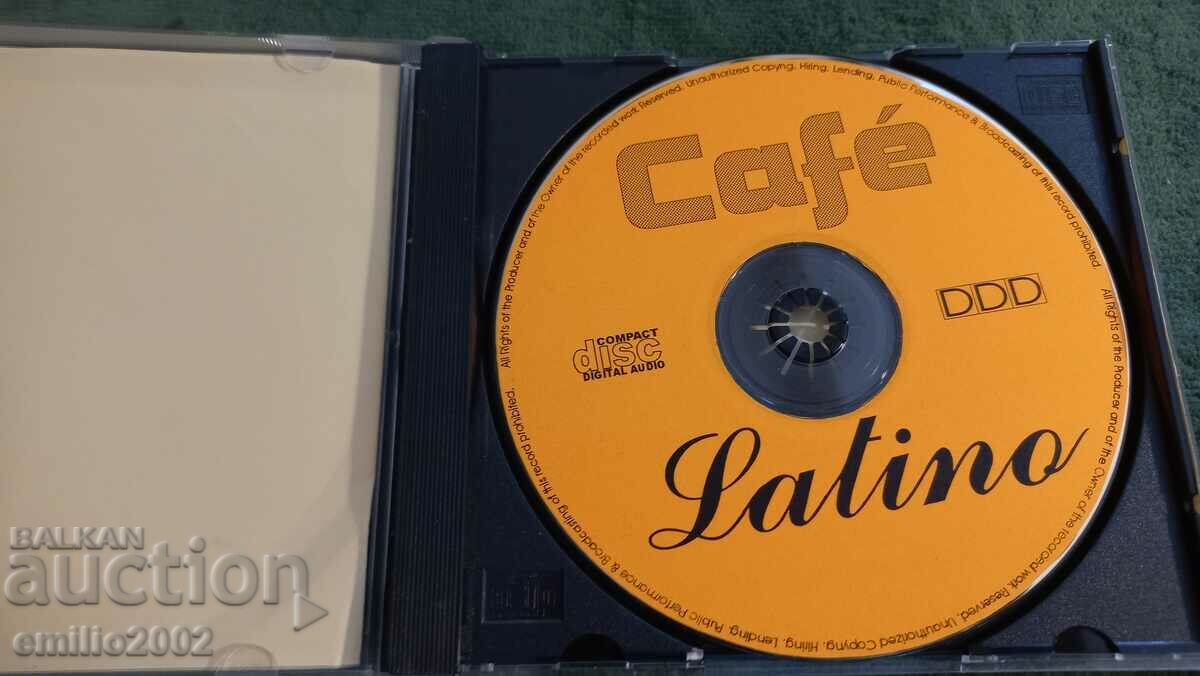 Café
DDD
COMPACT
disc
DIGITAL AUDIO
Latino
All Rights of the Producer and of the Owner of the recorded work Reserved. Unauthorized Copyng, Hiring, Lending, Public Performance & Broadcasting of this record prohibited.
All Rights of the Producer and of the Owner of the recorded work Reserved. Unauthorized Copyng, Hiring, Lending, Public Performance & Broadcasting of this record prohibited.
BALKAN
auction
emilio2002